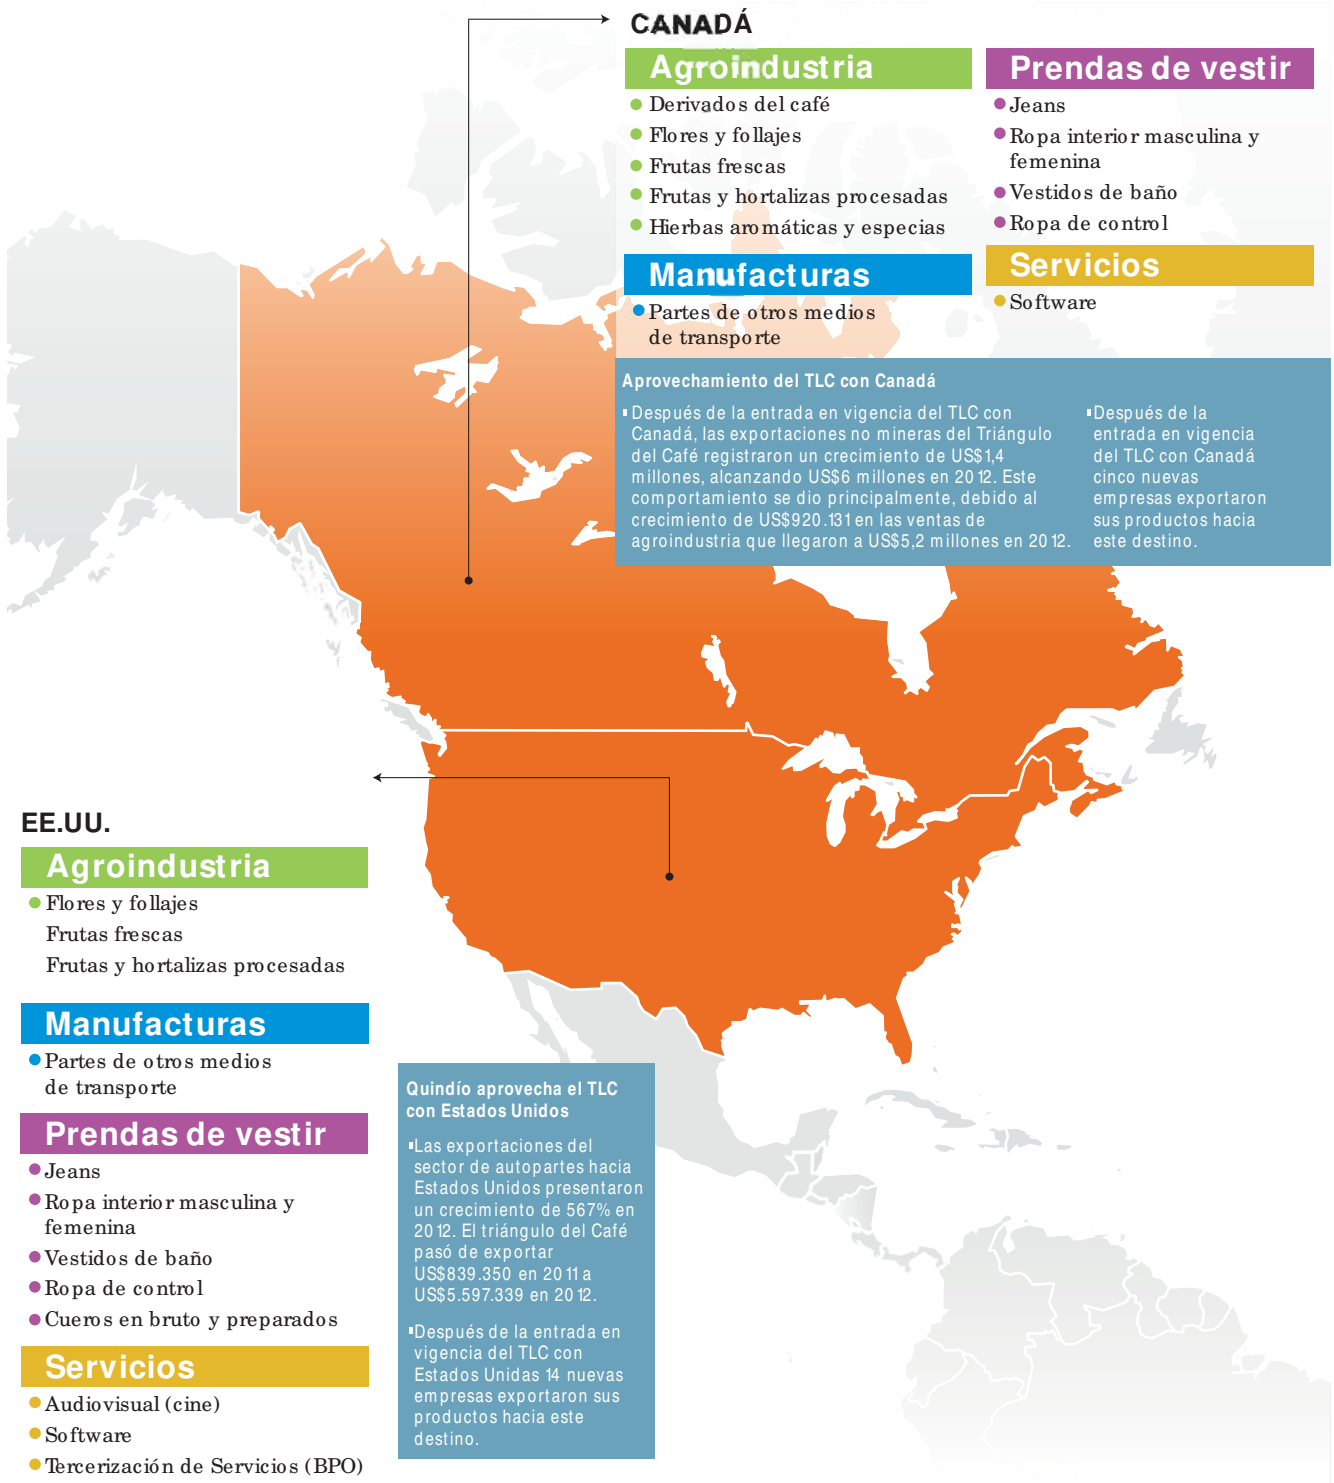 CANADÁ
Agroindustria
Derivados del café
Flores y follajes
Frutas frescas
Frutas y hortalizas procesadas
Hierbas aromáticas y especias
Manufacturas
Partes de otros medios
de transporte
Prendas de vestir
Jeans
Ropa interior masculina y
femenina
Vestidos de baño
Ropa de control
Servicios
Software
Aprovechamiento del TLC con Canadá
Después de la entrada en vigencia del TLC con
Canadá, las exportaciones no mineras del Triángulo
del Café registraron un crecimiento de US$1,4
millones, alcanzando US$6 millones en 2012. Este
comportamiento se dio principalmente, debido al
crecimiento de US$920.131 en las ventas de
agroindustria que llegaron a US$5,2 millones en 2012.
Después de la
entrada en vigencia
del TLC con Canadá
cinco nuevas
empresas exportaron
sus productos hacia
este destino.
EE.UU.
Agroindustria
Flores y follajes
Frutas frescas
Frutas y hortalizas procesadas
Manufacturas
Partes de otros medios
de transporte
Prendas de vestir
Jeans
Ropa interior masculina y
femenina
Vestidos de baño
Ropa de control
Cueros en bruto y preparados
Servicios
Audiovisual (cine)
Software
Tercerización de Servicios (BPO)
Quindío aprovecha el TLC
con Estados Unidos
Las exportaciones del
sector de autopartes hacia
Estados Unidos presentaron
un crecimiento de 567% en
2012. El triángulo del Café
pasó de exportar
US$839.350 en 2011 a
US$5.597.339 en 2012.
Después de la entrada en
vigencia del TLC con
Estados Unidas 14 nuevas
empresas exportaron sus
productos hacia este
destino.